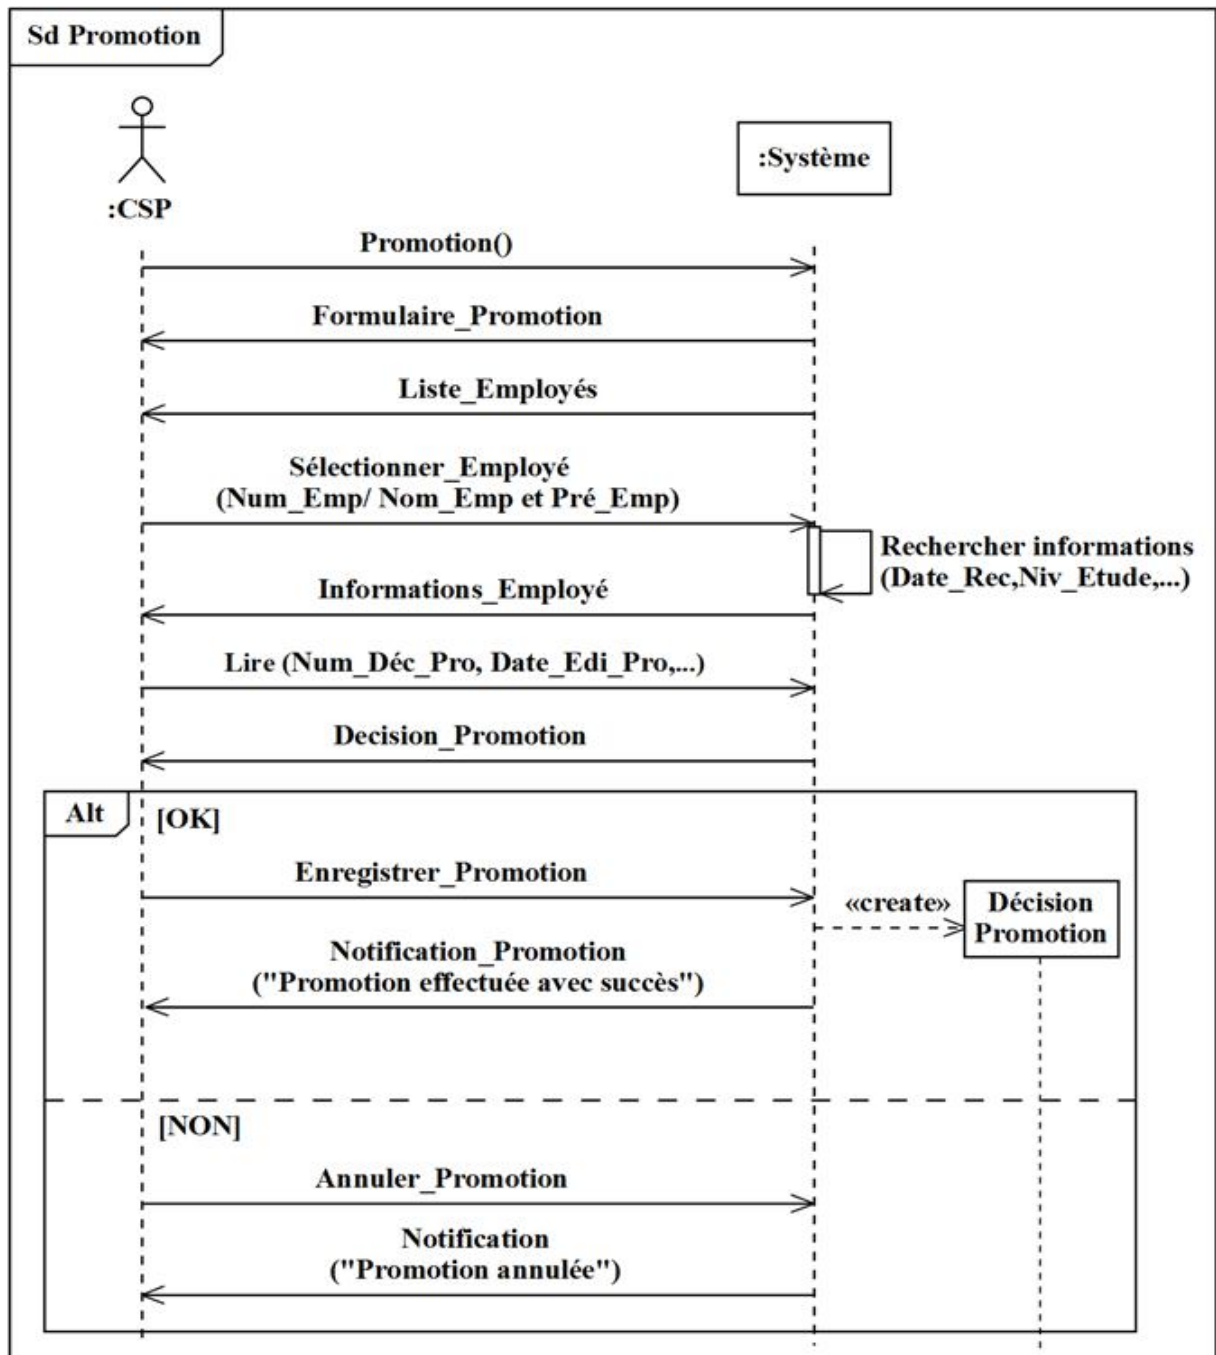 Sd Promotion
:Système
:CSP
Promotion()
Formulaire_Promotion
Liste_Employés
Sélectionner_Employé
(Num_Emp/ Nom_Emp et Pré_Emp)
Rechercher informations
(Date_Rec,Niv_Etude,...)
Informations_Employé
Lire (Num_Déc_Pro, Date_Edi_Pro,...)
Decision_Promotion
Alt
[OK]
Enregistrer_Promotion
«create»
Décision
Promotion
Notification_Promotion
("Promotion effectuée avec succès")
[NON]
Annuler_Promotion
Notification
("Promotion annulée")